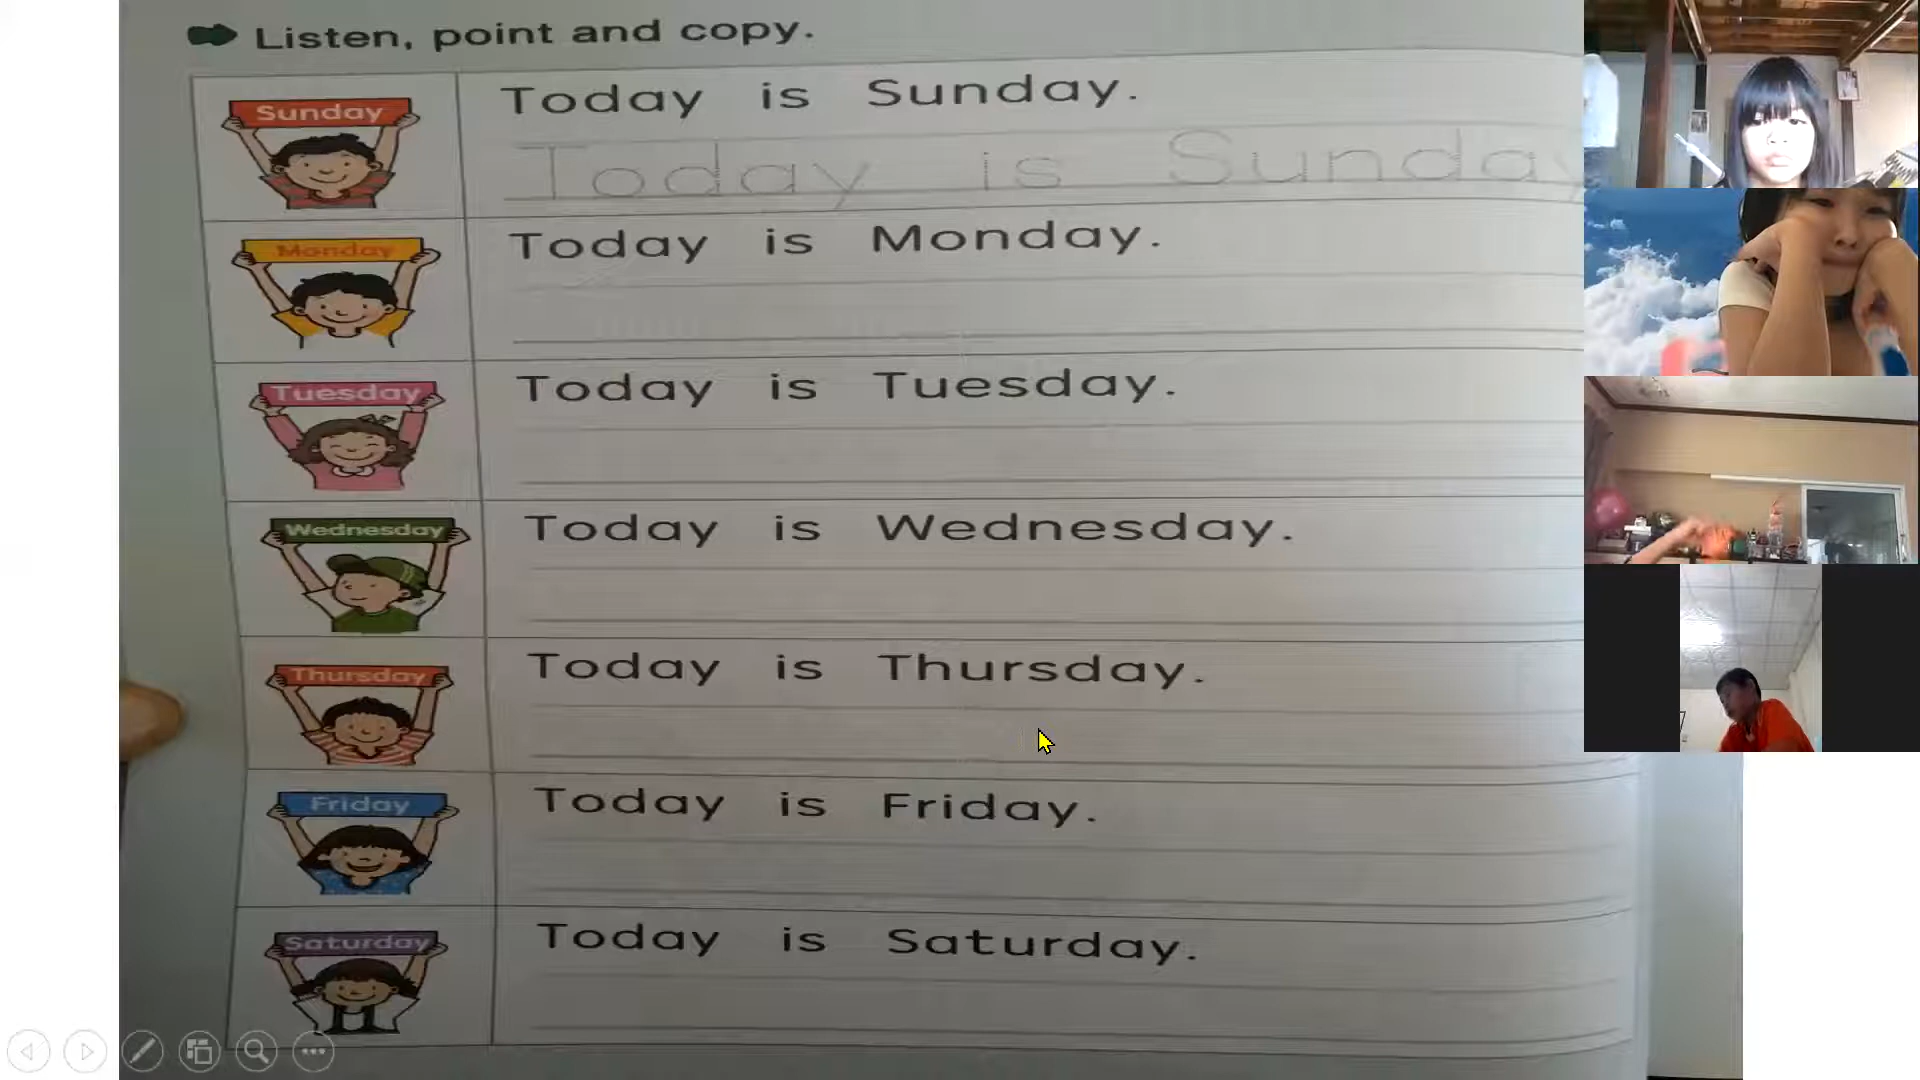 Listen, point and copy.
Sunday
Today is Sunday.
Today is Sunday
Monday
Today is Monday.
Tuesday
Today is Tuesday.
Wednesday
Today is Wednesday.
Thursday
Today is Thursday.
Friday
Today is Friday.
Saturday
Today is Saturday.